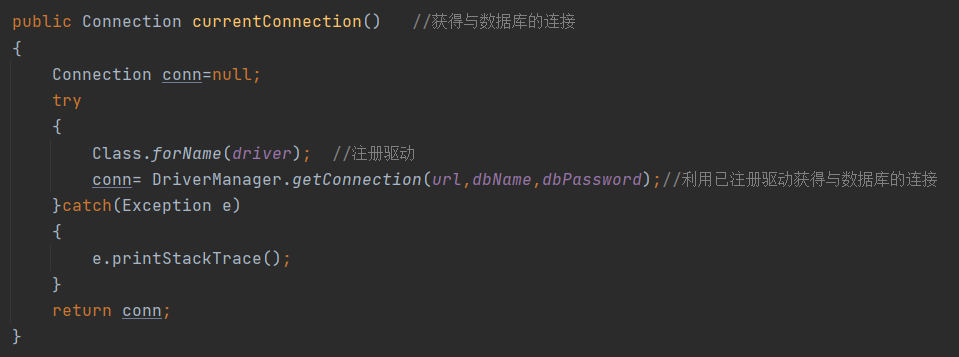 public Connection currentConnection()   //获得与数据库的连接
{
    Connection conn=null;
    try
    {
        Class.forName(driver);  //注册驱动
        conn= DriverManager.getConnection(url,dbName,dbPassword);//利用已注册驱动获得与数据库的连接
    }catch(Exception e)
    {
        e.printStackTrace();
    }
    return conn;
}